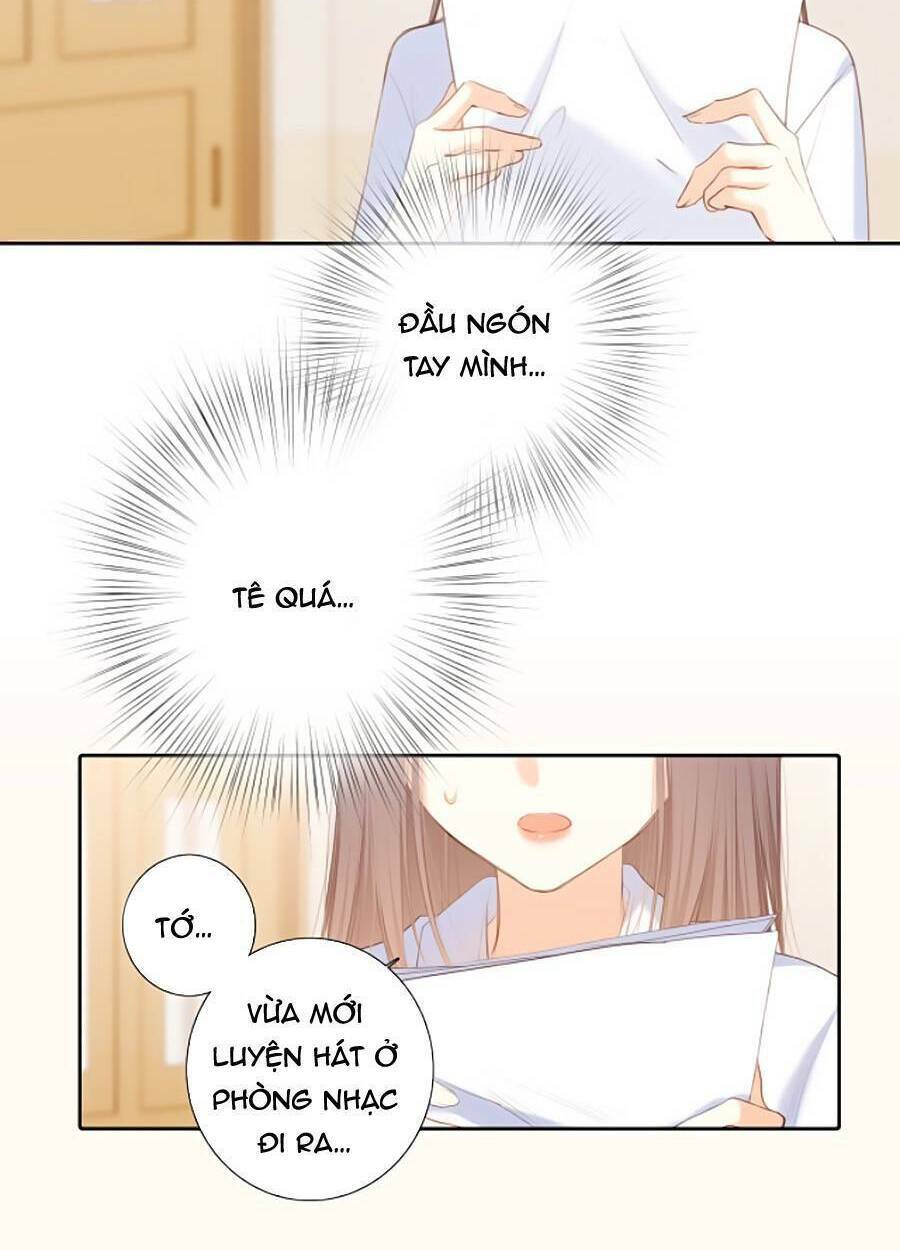 ĐẦU NGÓN
TAY MÌNH...
TÊ QUÁ...
TỚ...
VỪA MỚI
LUYỆN HÁT Ở
PHÒNG NHẠC
ĐI RA...